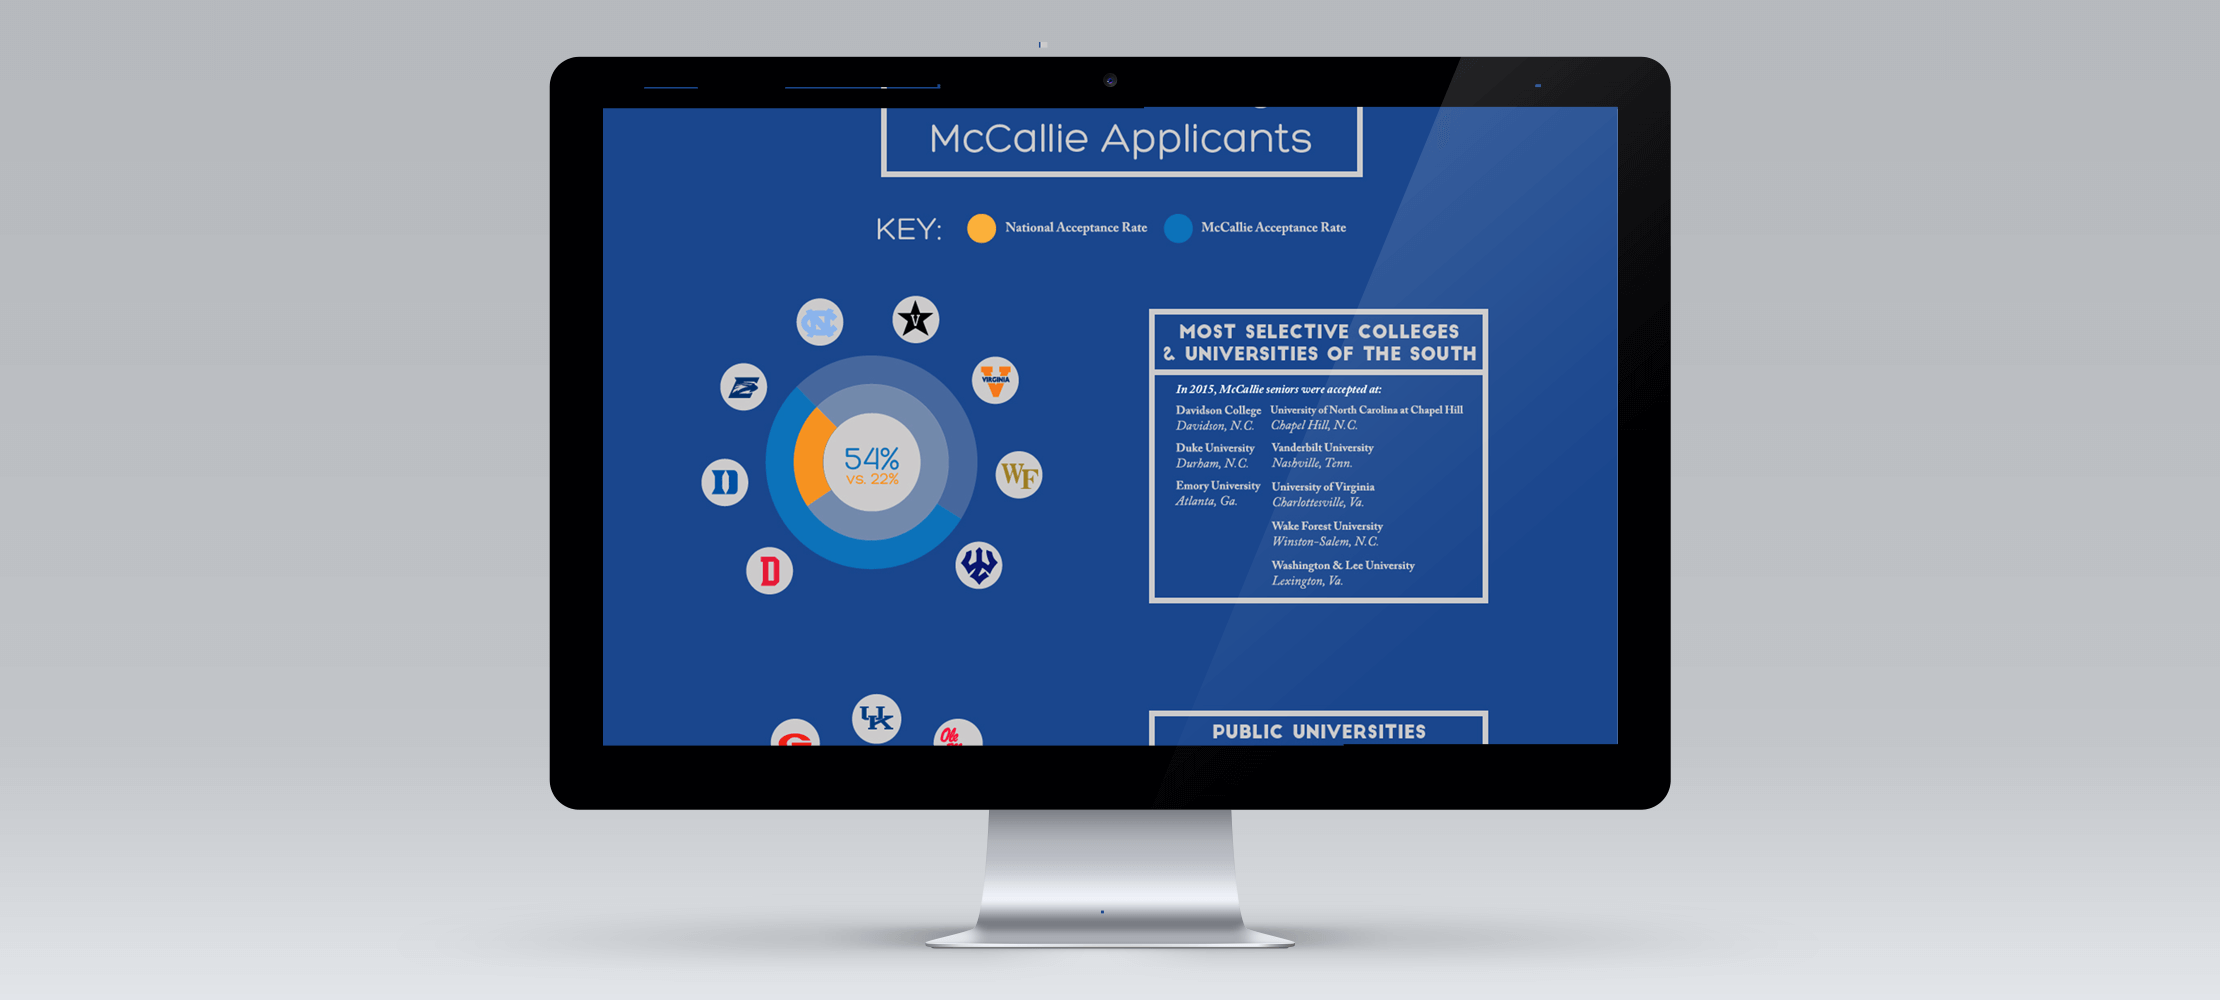 McCallie Applicants
KEY:
National Acceptance Rate
McCallie Acceptance Rate
NC
V
VIRGINIA
V
E
54%
vs. 22%
WF
D
D
W
MOST SELECTIVE COLLEGES
& UNIVERSITIES OF THE SOUTH
In 2015, McCallie seniors were accepted at:
Davidson College
Davidson, N.C.
Duke University
Durham, N.C.
Emory University
Atlanta, Ga.
University of North Carolina at Chapel Hill
Chapel Hill, N.C.
Vanderbilt University
Nashville, Tenn.
University of Virginia
Charlottesville, Va.
Wake Forest University
Winston-Salem, N.C.
Washington & Lee University
Lexington, Va.
UK
G
Ole
PUBLIC UNIVERSITIES